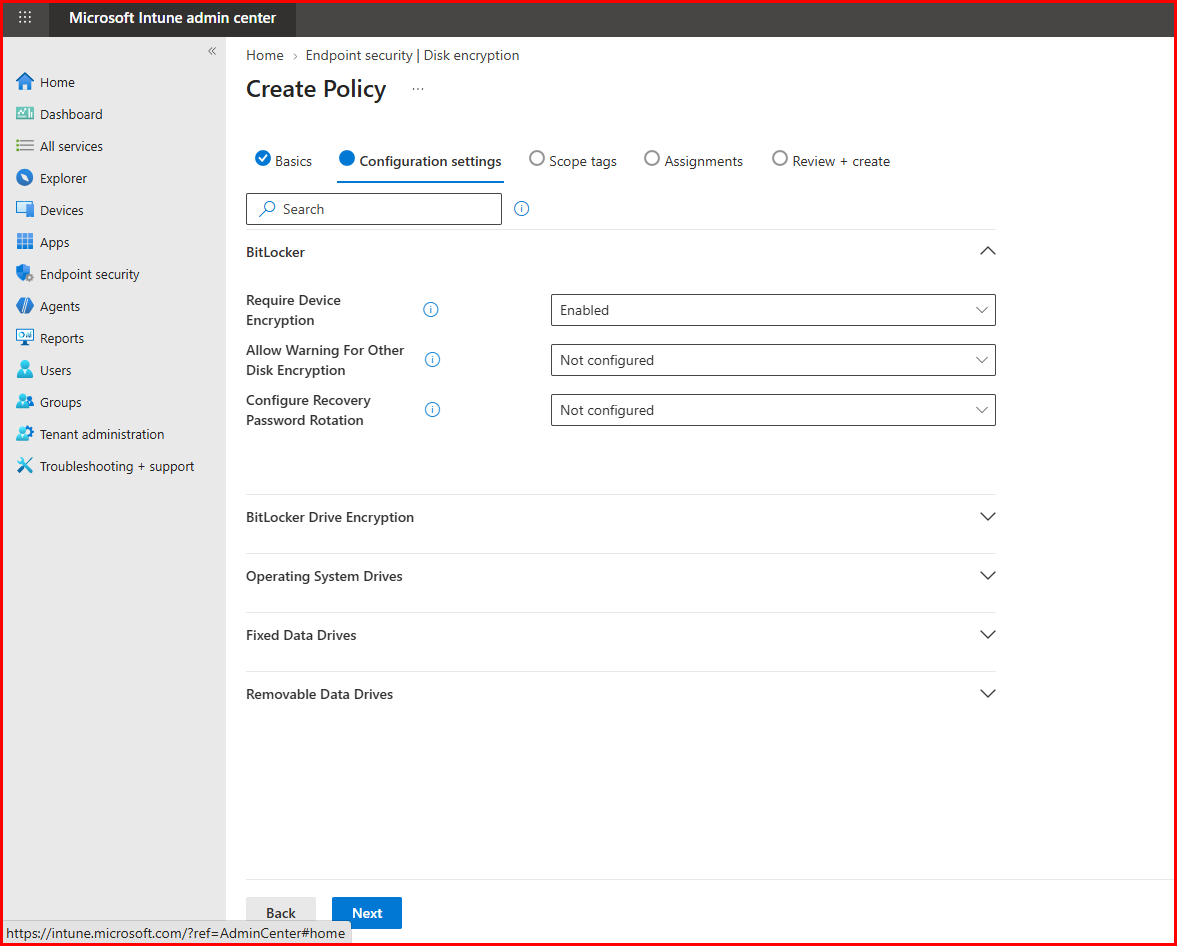 Microsoft Intune admin center
«
Home
Dashboard
All services
Explorer
Devices
Apps
Endpoint security
Agents
Reports
Users
Groups
Tenant administration
Troubleshooting + support
Home > Endpoint security | Disk encryption
Create Policy ...
Basics Configuration settings Scope tags Assignments Review + create
Search
BitLocker
Require Device
Encryption
Enabled
Allow Warning For Other
Disk Encryption
Not configured
Configure Recovery
Password Rotation
Not configured
BitLocker Drive Encryption
Operating System Drives
Fixed Data Drives
Removable Data Drives
Back Next
https://intune.microsoft.com/?ref=AdminCenter#home